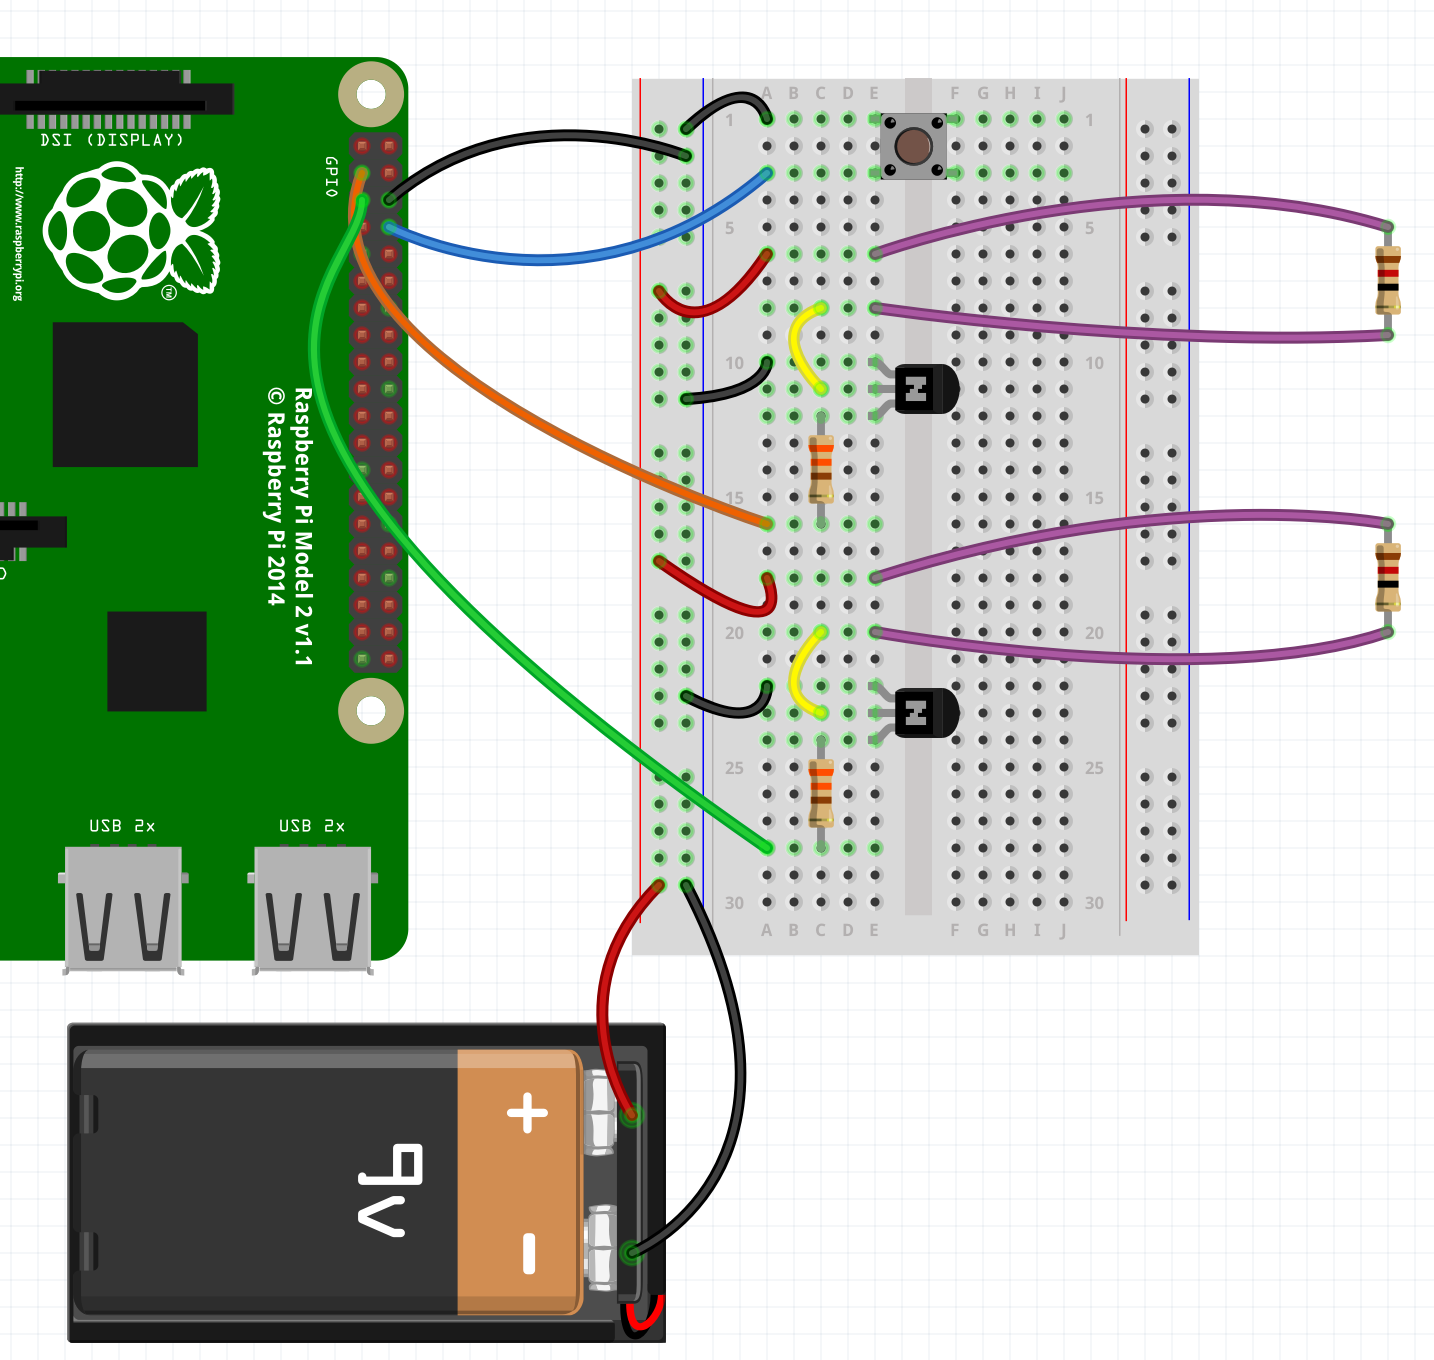 DSI (DISPLAY)
GPIO
http://www.raspberrypi.org
TM
Raspberry Pi Model 2 v1.1
© Raspberry Pi 2014
USB 2x
USB 2x
A B C D E F G H I J
1 1
5 5
10 10
15 15
20 20
25 25
30 30
A B C D E F G H I J
N
N
+
9V
-